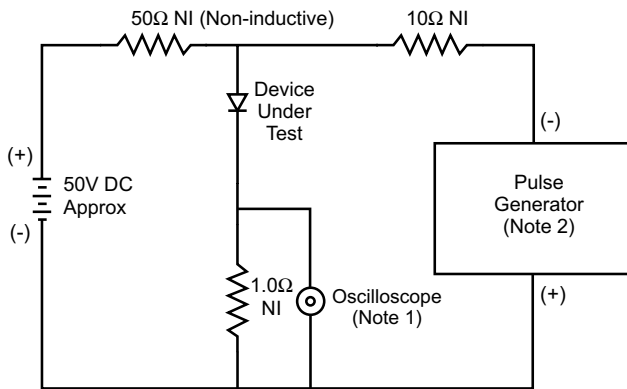 50Ω NI (Non-inductive)
10Ω NI
Device
Under
Test
(+)
50V DC
Approx
(-)
(-)
Pulse
Generator
(Note 2)
(+)
1.0Ω
NI
Oscilloscope
(Note 1)